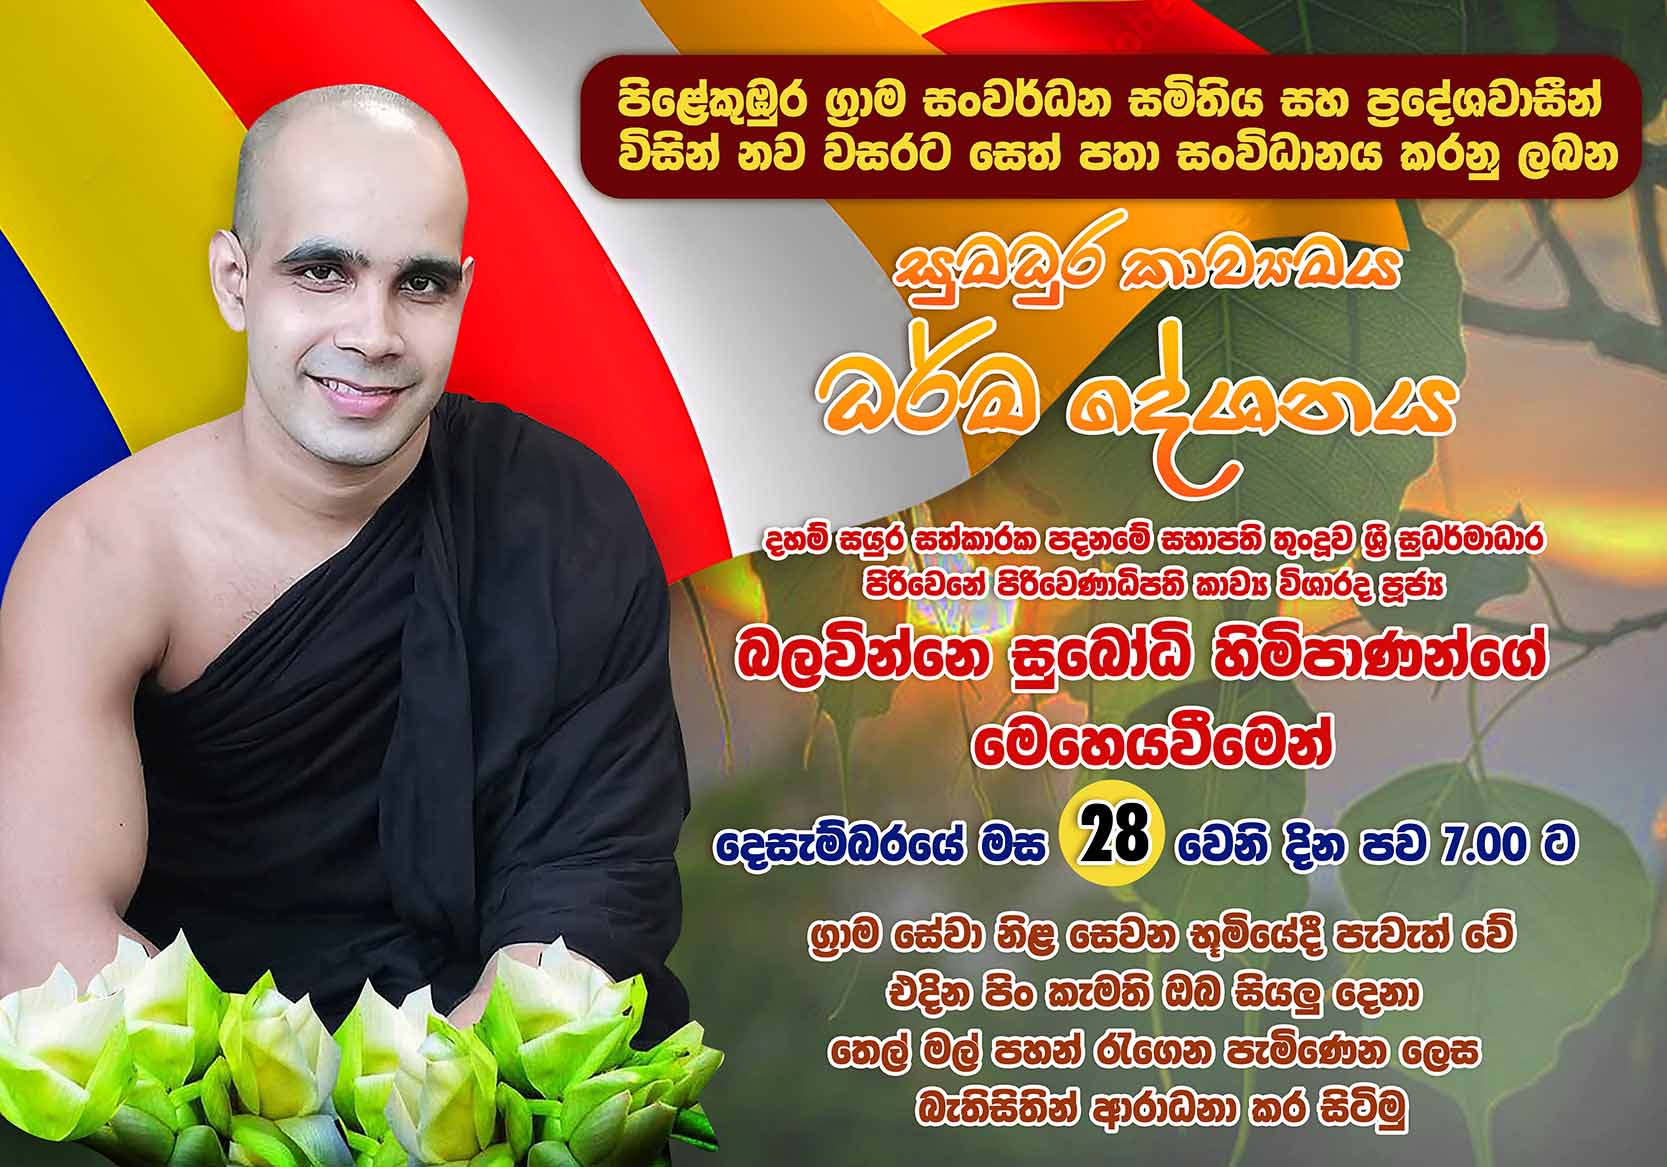 පිළේකුඹුර ග්‍රාම සංවර්ධන සමිතිය සහ ප්‍රදේශවාසීන්
විසින් නව වසරට සෙත් පතා සංවිධානය කරනු ලබන
සුමධුර කාව්‍යමය
ධර්ම දේශනය
දහම් සයුර සත්කාරක පදනමේ සභාපති තුංදූව ශ්‍රී සුධර්මාධාර
පිරිවෙනේ පිරිවෙණාධිපති කාව්‍ය විශාරද පූජ්‍ය
බලවින්නෙ සුබෝධි හිමිපාණන්ගේ
මෙහෙයවීමෙන්
දෙසැම්බරයේ මස 28 වෙනි දින පව 7.00 ට
ග්‍රාම සේවා නිළ සෙවන භූමියේදී පැවැත් වේ
එදින පිං කැමති ඔබ සියලු දෙනා
තෙල් මල් පහන් රැගෙන පැමිණෙන ලෙස
බැතිසිතින් ආරාධනා කර සිටිමු